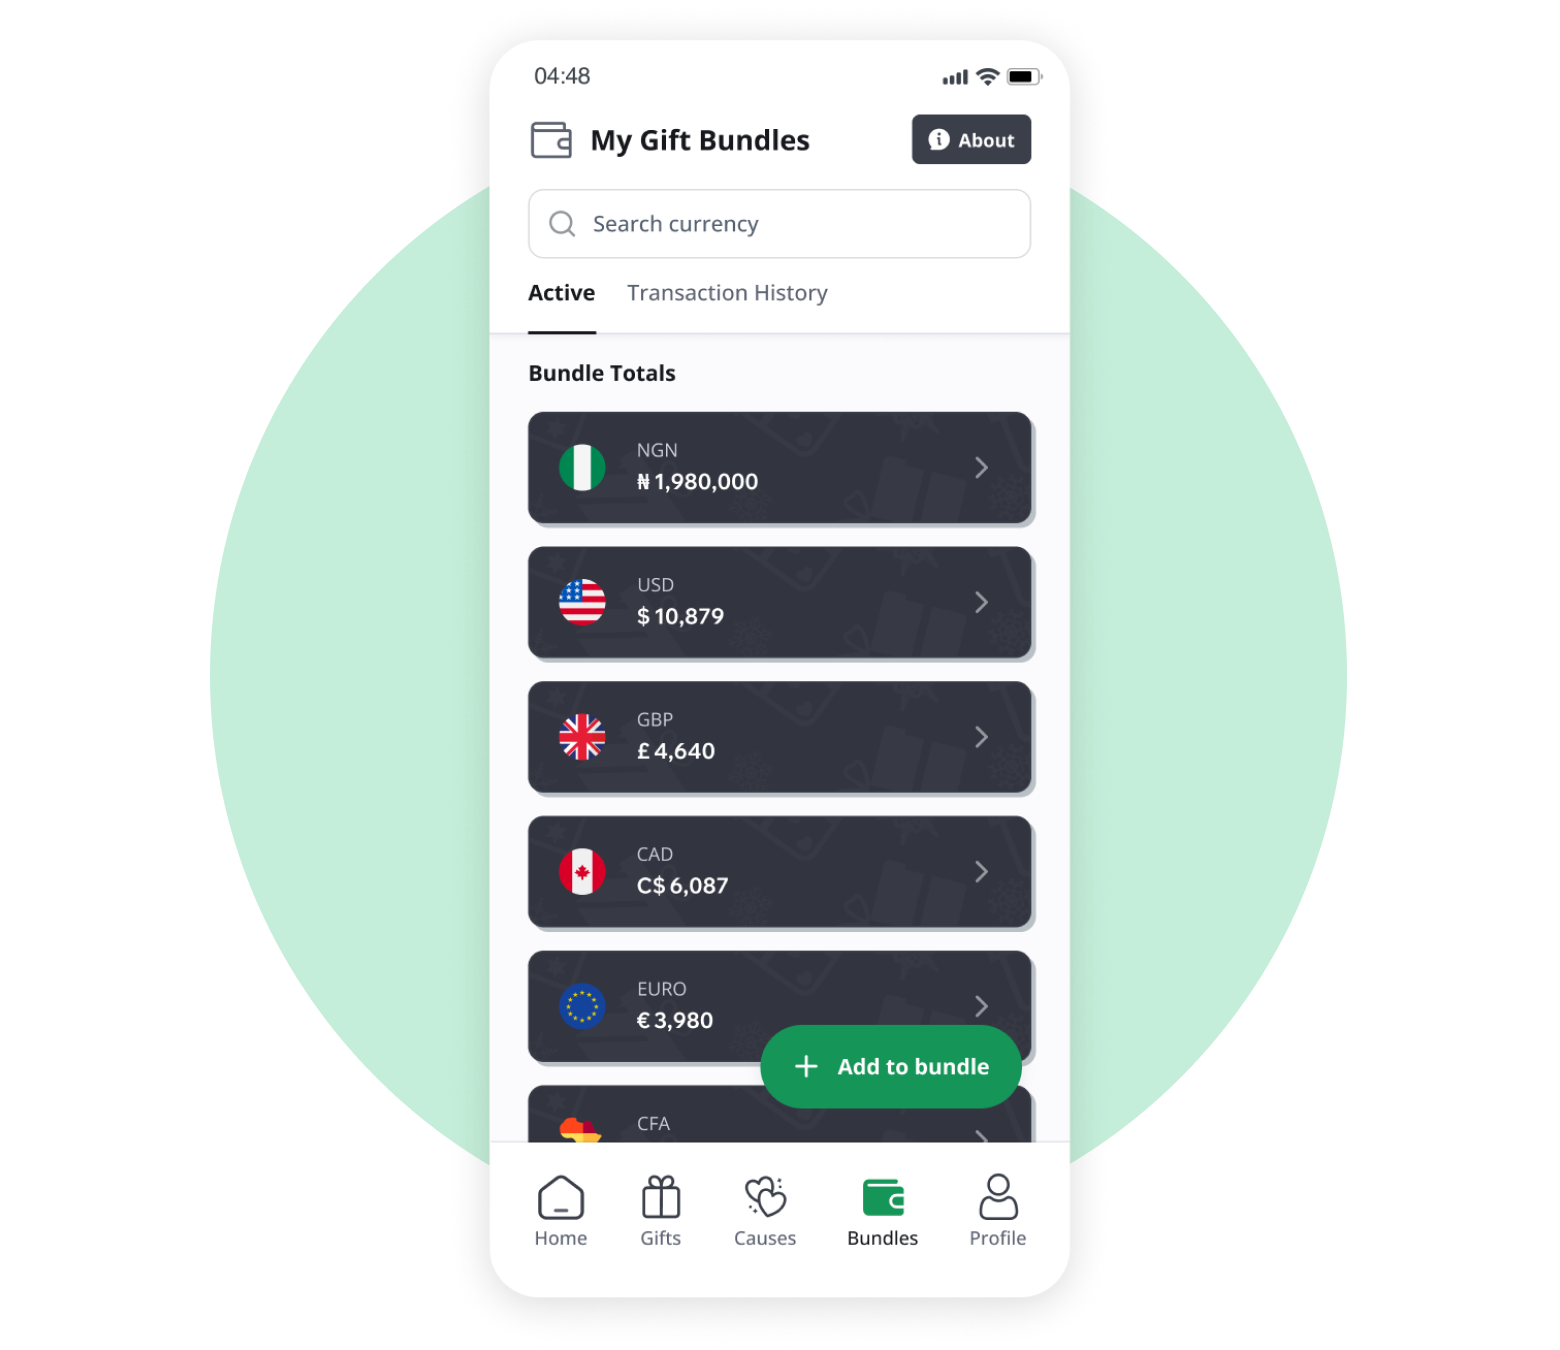 04:48
My Gift Bundles
About
Search currency
Active
Transaction History
Bundle Totals
NGN
₦ 1,980,000
USD
$ 10,879
GBP
£ 4,640
CAD
C$ 6,087
EURO
€ 3,980
Add to bundle
CFA
Home
Gifts
Causes
Bundles
Profile